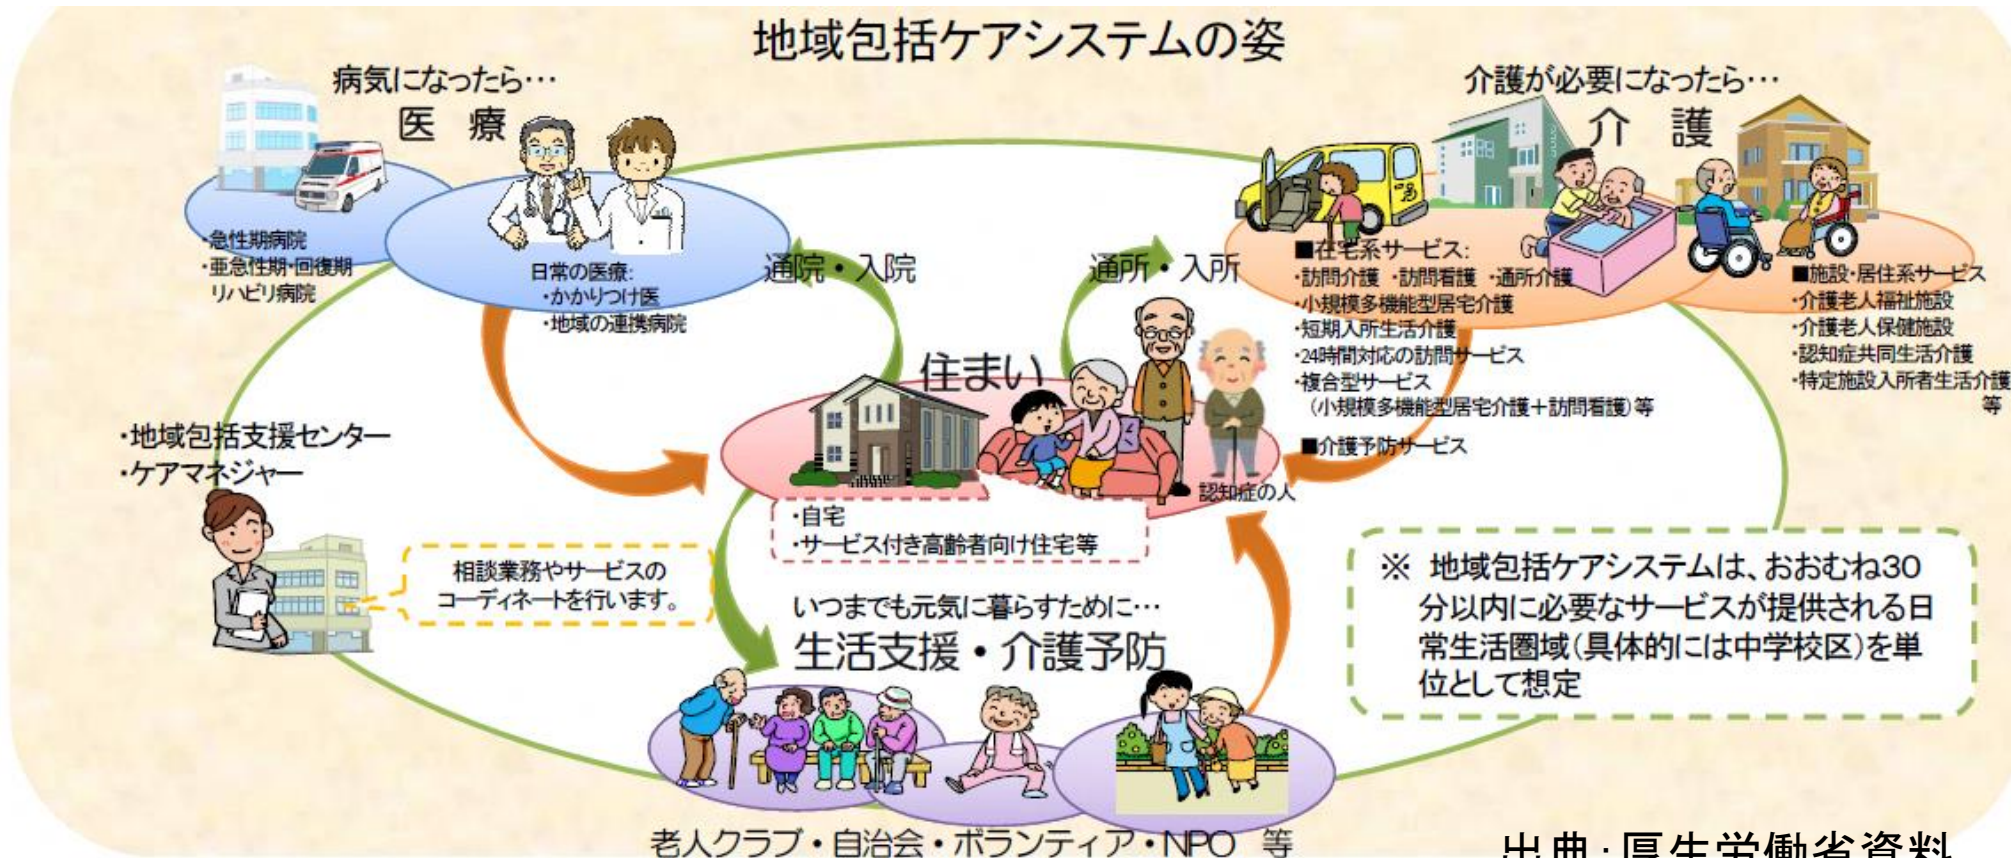 地域包括ケアシステムの姿
病気になったら…
医 療
・急性期病院
・亜急性期・回復期
リハビリ病院
日常の医療:
・かかりつけ医
・地域の連携病院
通院・入院
通所・入所
介護が必要になったら…
介 護
■在宅系サービス:
・訪問介護 ・訪問看護 ・通所介護
・小規模多機能型居宅介護
・短期入所生活介護
・24時間対応の訪問サービス
・複合型サービス
(小規模多機能型居宅介護+訪問看護)等
■介護予防サービス
■施設・居住系サービス
・介護老人福祉施設
・介護老人保健施設
・認知症共同生活介護
・特定施設入所者生活介護
等
住まい
認知症の人
・自宅
・サービス付き高齢者向け住宅等
・地域包括支援センター
・ケアマネジャー
相談業務やサービスの
コーディネートを行います。
いつまでも元気に暮らすために…
生活支援・介護予防
老人クラブ・自治会・ボランティア・NPO 等
※ 地域包括ケアシステムは、おおむね30
分以内に必要なサービスが提供される日
常生活圏域(具体的には中学校区)を単
位として想定
出典:厚生労働省資料